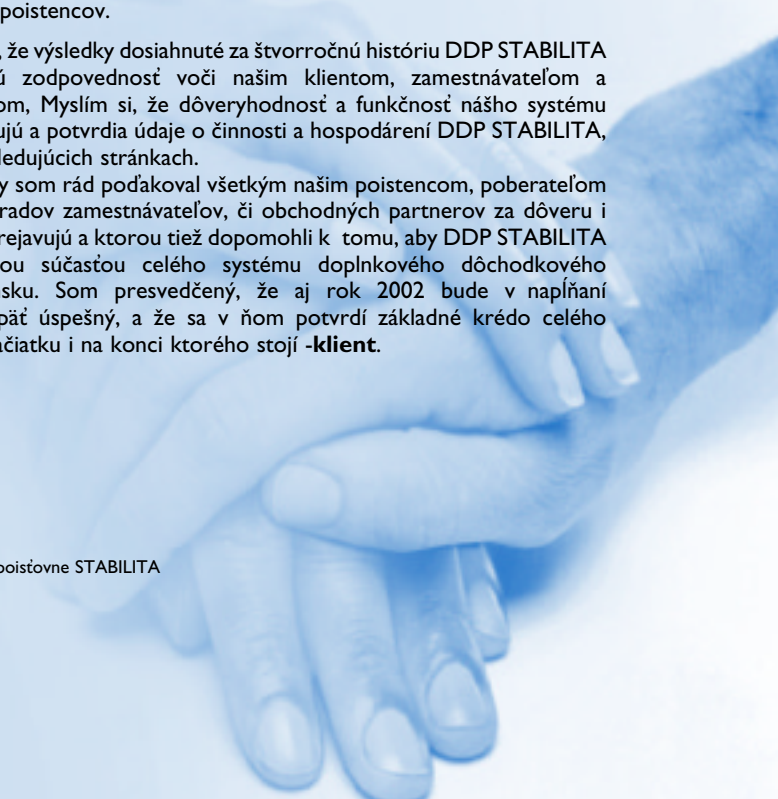 poistencov.
, že výsledky dosiahnuté za štvorročnú históriu DDP STABILITA
ú zodpovednosť voči našim klientom, zamestnávateľom a
om, Myslím si, že dôveryhodnosť a funkčnosť nášho systému
ujú a potvrdia údaje o činnosti a hospodárení DDP STABILITA,
ledujúcich stránkach.
y som rád poďakoval všetkým našim poistencom, poberateľom
radov zamestnávateľov, či obchodných partnerov za dôveru i
rejavujú a ktorou tiež dopomohli k tomu, aby DDP STABILITA
ou súčasťou celého systému doplnkového dôchodkového
nsku. Som presvedčený, že aj rok 2002 bude v napĺňaní
päť úspešný, a že sa v ňom potvrdí základné krédo celého
ačiatku i na konci ktorého stojí -klient.
poisťovne STABILITA